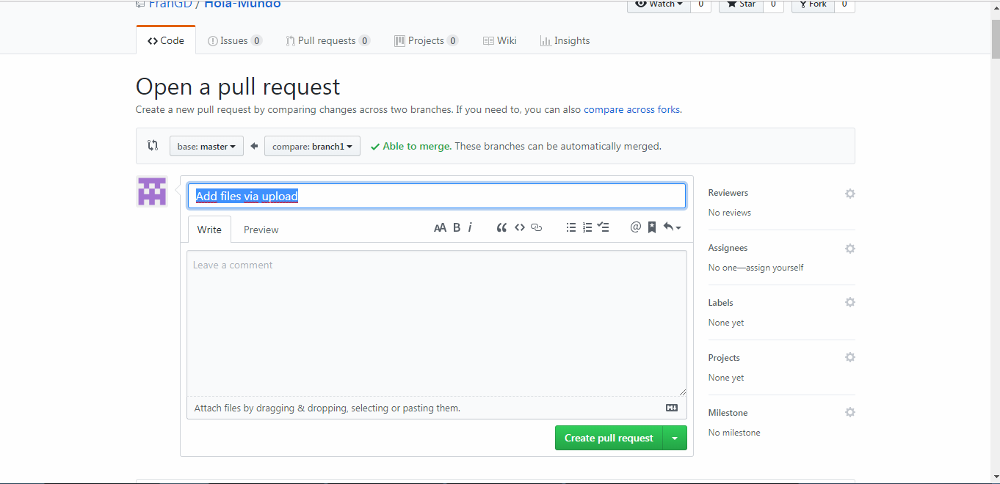 FranGD / Hola-Mundo
Watch 0 Star 0 Fork 0
Code Issues 0 Pull requests 0 Projects 0 Wiki Insights
Open a pull request
Create a new pull request by comparing changes across two branches. If you need to, you can also compare across forks.
base: master compare: branch1 Able to merge. These branches can be automatically merged.
Add files via upload
Write Preview AA B i @
Leave a comment
Attach files by dragging & dropping, selecting or pasting them.
Create pull request
Reviewers
No reviews
Assignees
No one—assign yourself
Labels
None yet
Projects
None yet
Milestone
No milestone